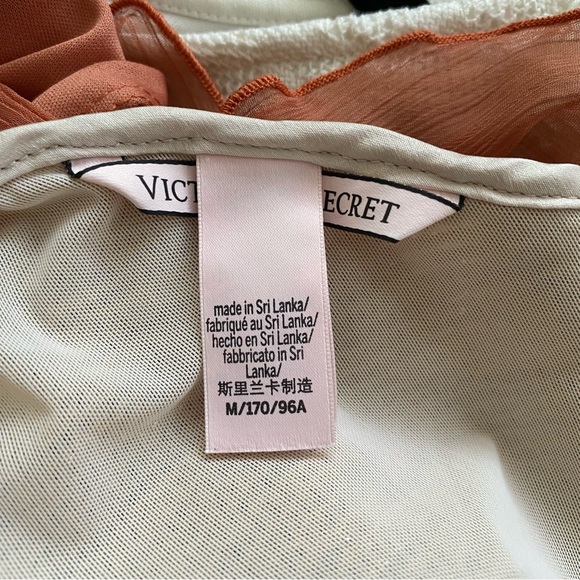 VICT ECRET
made in Sri Lanka/
fabriqué au Sri Lanka/
hecho en Sri Lanka/
fabbricato in Sri
Lanka/
斯里兰卡制造
M/170/96A